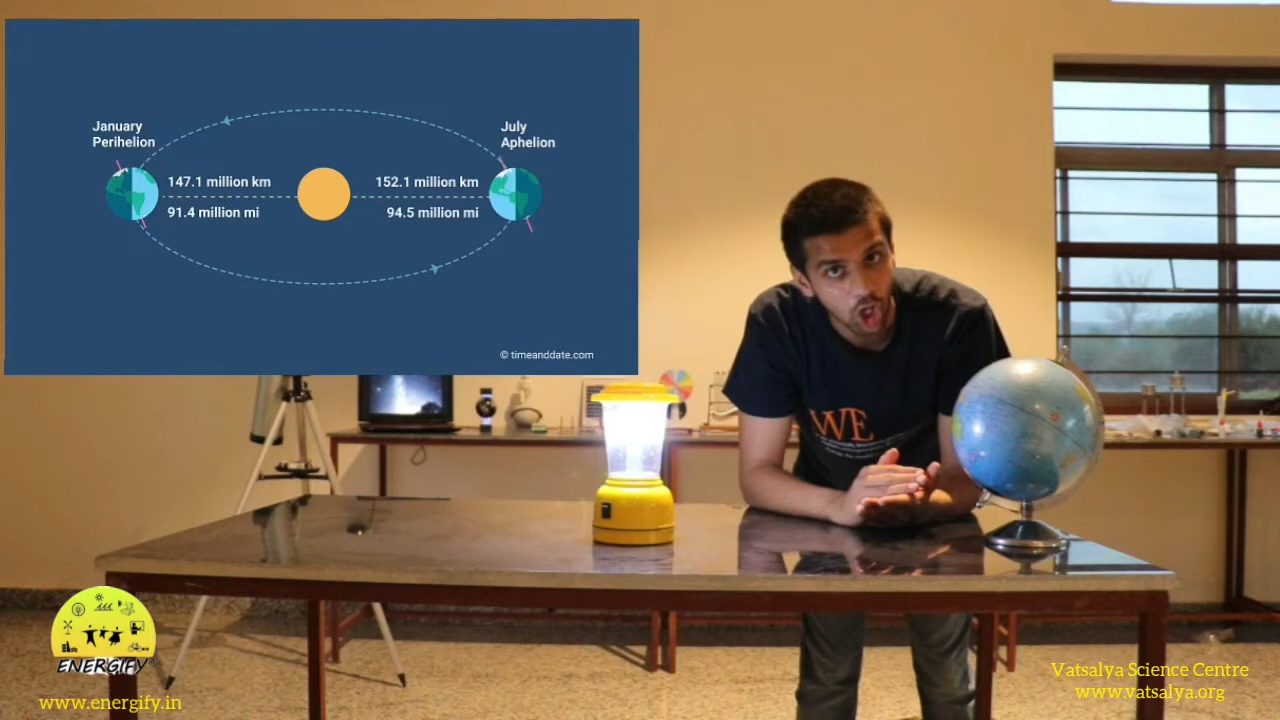 January
Perihelion
July
Aphelion
147.1 million km
152.1 million km
91.4 million mi
94.5 million mi
© timeanddate.com
WE
ENERGIFY
www.energify.in
Vatsalya Science Centre
www.vatsalya.org